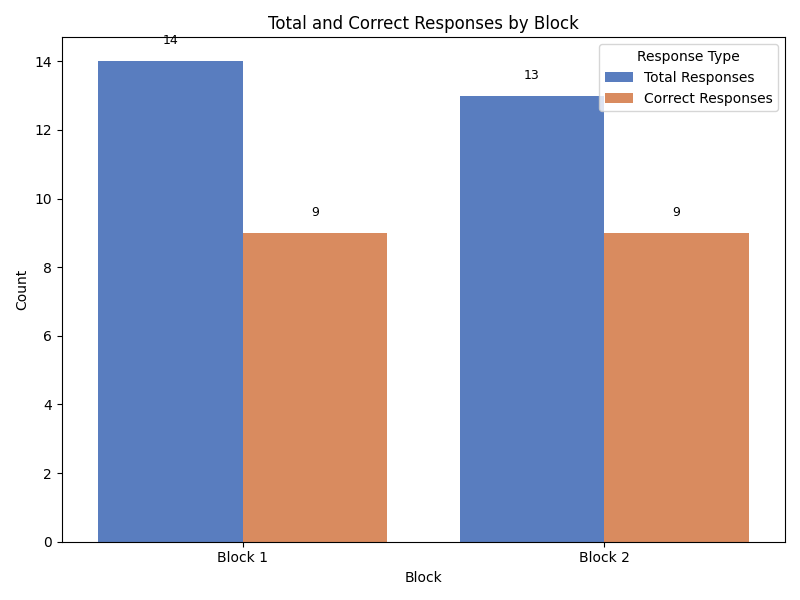 Total and Correct Responses by Block
14
13
9
9
Response Type
Total Responses
Correct Responses
Count
14
12
10
8
6
4
2
0
Block 1
Block 2
Block